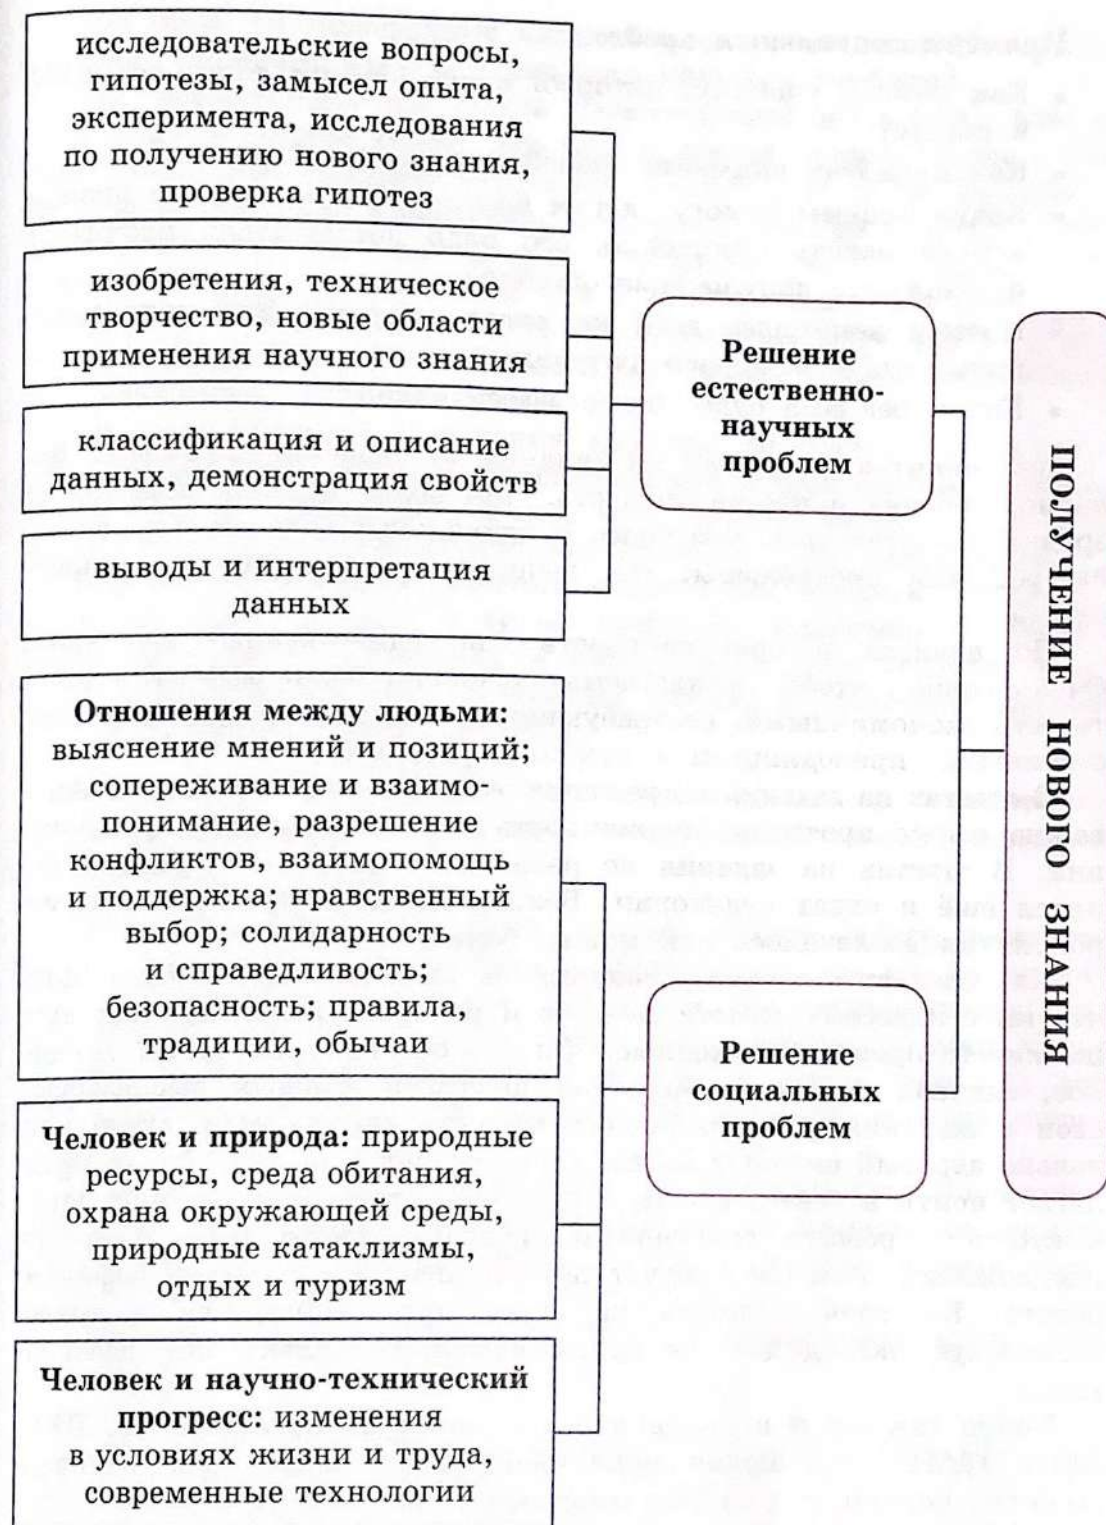 исследовательские вопросы,
гипотезы, замысел опыта,
эксперимента, исследования
по получению нового знания,
проверка гипотез
изобретения, техническое
творчество, новые области
применения научного знания
классификация и описание
данных, демонстрация свойств
выводы и интерпретация
данных
Решение
естественно-
научных
проблем
Отношения между людьми:
выяснение мнений и позиций;
сопереживание и взаимо-
понимание, разрешение
конфликтов, взаимопомощь
и поддержка; нравственный
выбор; солидарность
и справедливость;
безопасность; правила,
традиции, обычаи
Человек и природа: природные
ресурсы, среда обитания,
охрана окружающей среды,
природные катаклизмы,
отдых и туризм
Человек и научно-технический
прогресс: изменения
в условиях жизни и труда,
современные технологии
Решение
социальных
проблем
ПОЛУЧЕНИЕ НОВОГО ЗНАНИЯ